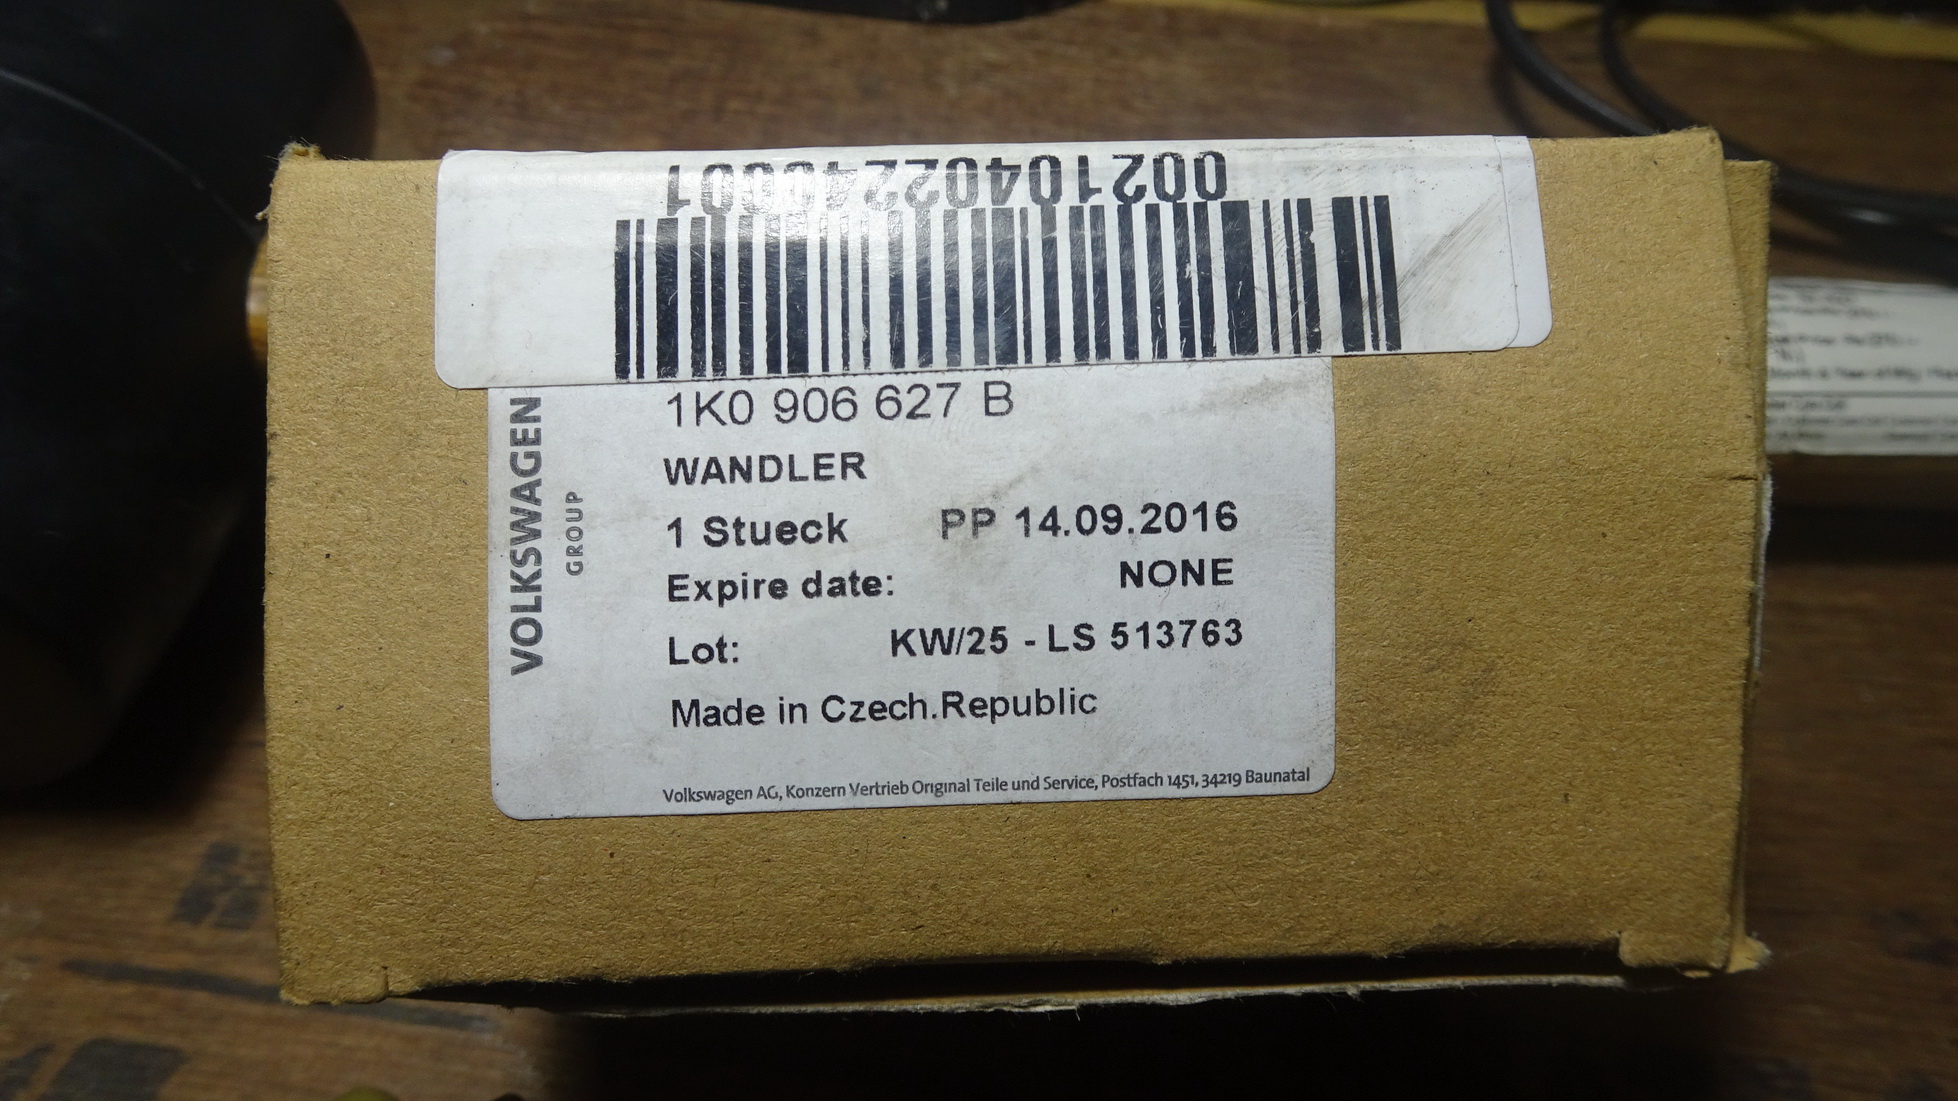 00210402240001
1K0 906 627 B
WANDLER
1 Stueck PP 14.09.2016
Expire date: NONE
Lot: KW/25 - LS 513763
Made in Czech.Republic
Volkswagen AG, Konzern Vertrieb Original Teile und Service, Postfach 1451, 34219 Baunatal
VOLKSWAGEN
GROUP